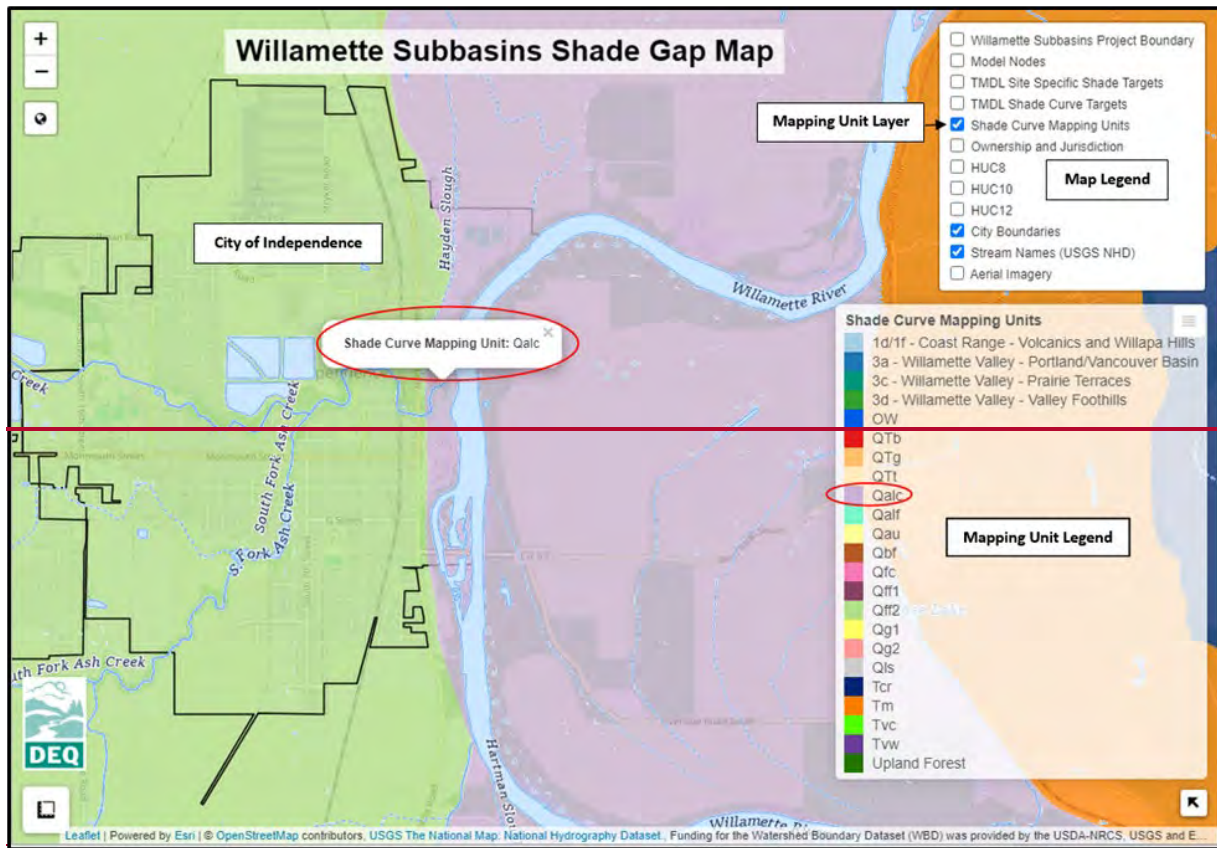 +
Willamette Subbasins Shade Gap Map
−
Willamette Subbasins Project Boundary
Model Nodes
TMDL Site Specific Shade Targets
TMDL Shade Curve Targets
Mapping Unit Layer
Shade Curve Mapping Units
Ownership and Jurisdiction
HUC8
Map Legend
HUC10
HUC12
City Boundaries
Stream Names (USGS NHD)
Aerial Imagery
City of Independence
Hayden Slough
Willamette River
Shade Curve Mapping Unit: Qalc
×
Creek
South Fork Ash Creek
S. Fork Ash Creek
Monmouth Street
G Street
Shade Curve Mapping Units
1d/1f - Coast Range - Volcanics and Willapa Hills
3a - Willamette Valley - Portland/Vancouver Basin
3c - Willamette Valley - Prairie Terraces
3d - Willamette Valley - Valley Foothills
OW
QTb
QTg
QTt
Qalc
Qalf
Mapping Unit Legend
Qau
Qbf
Qfc
Qff1
Qff2
Qg1
Qg2
Qls
Tcr
Tm
Tvc
Tvw
Upland Forest
uth Fork Ash Creek
Hartman Slo
DEQ
Willamette River
Leaflet | Powered by Esri | © OpenStreetMap contributors, USGS The National Map: National Hydrography Dataset., Funding for the Watershed Boundary Dataset (WBD) was provided by the USDA-NRCS, USGS and E...